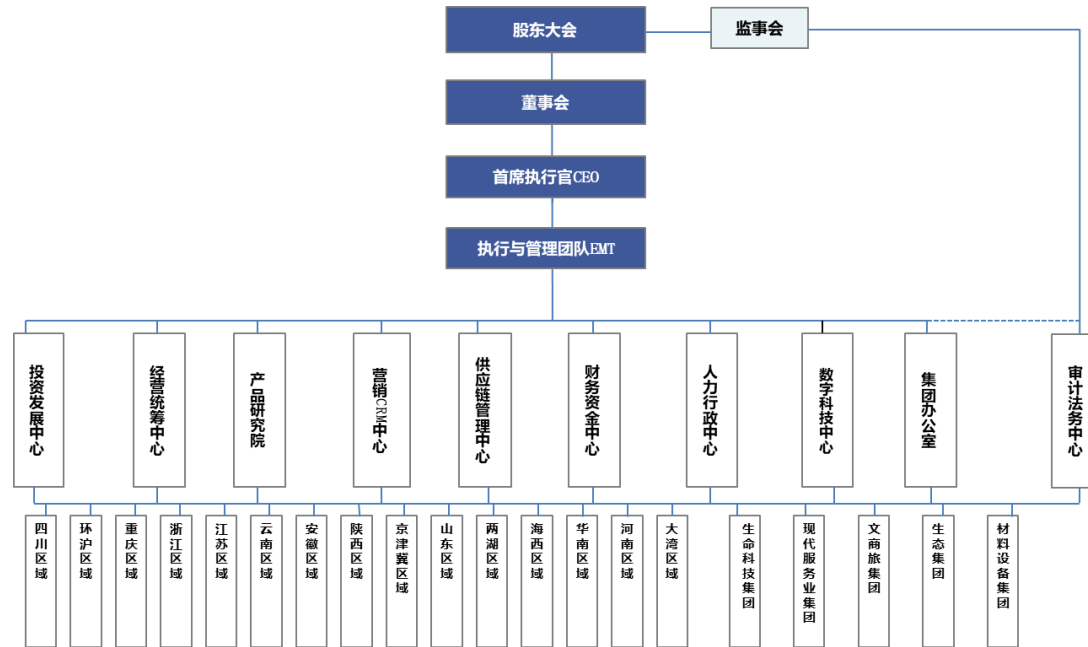 股东大会
监事会
董事会
首席执行官CEO
执行与管理团队EMT
投资发展中心
经营统筹中心
产品研究院
营销CRM中心
供应链管理中心
财务资金中心
人力行政中心
数字科技中心
集团办公室
审计法务中心
四川区域
环沪区域
重庆区域
浙江区域
江苏区域
云南区域
安徽区域
陕西区域
京津冀区域
山东区域
两湖区域
海西区域
华南区域
河南区域
大湾区域
生命科技集团
现代服务业集团
文商旅集团
生态集团
材料设备集团